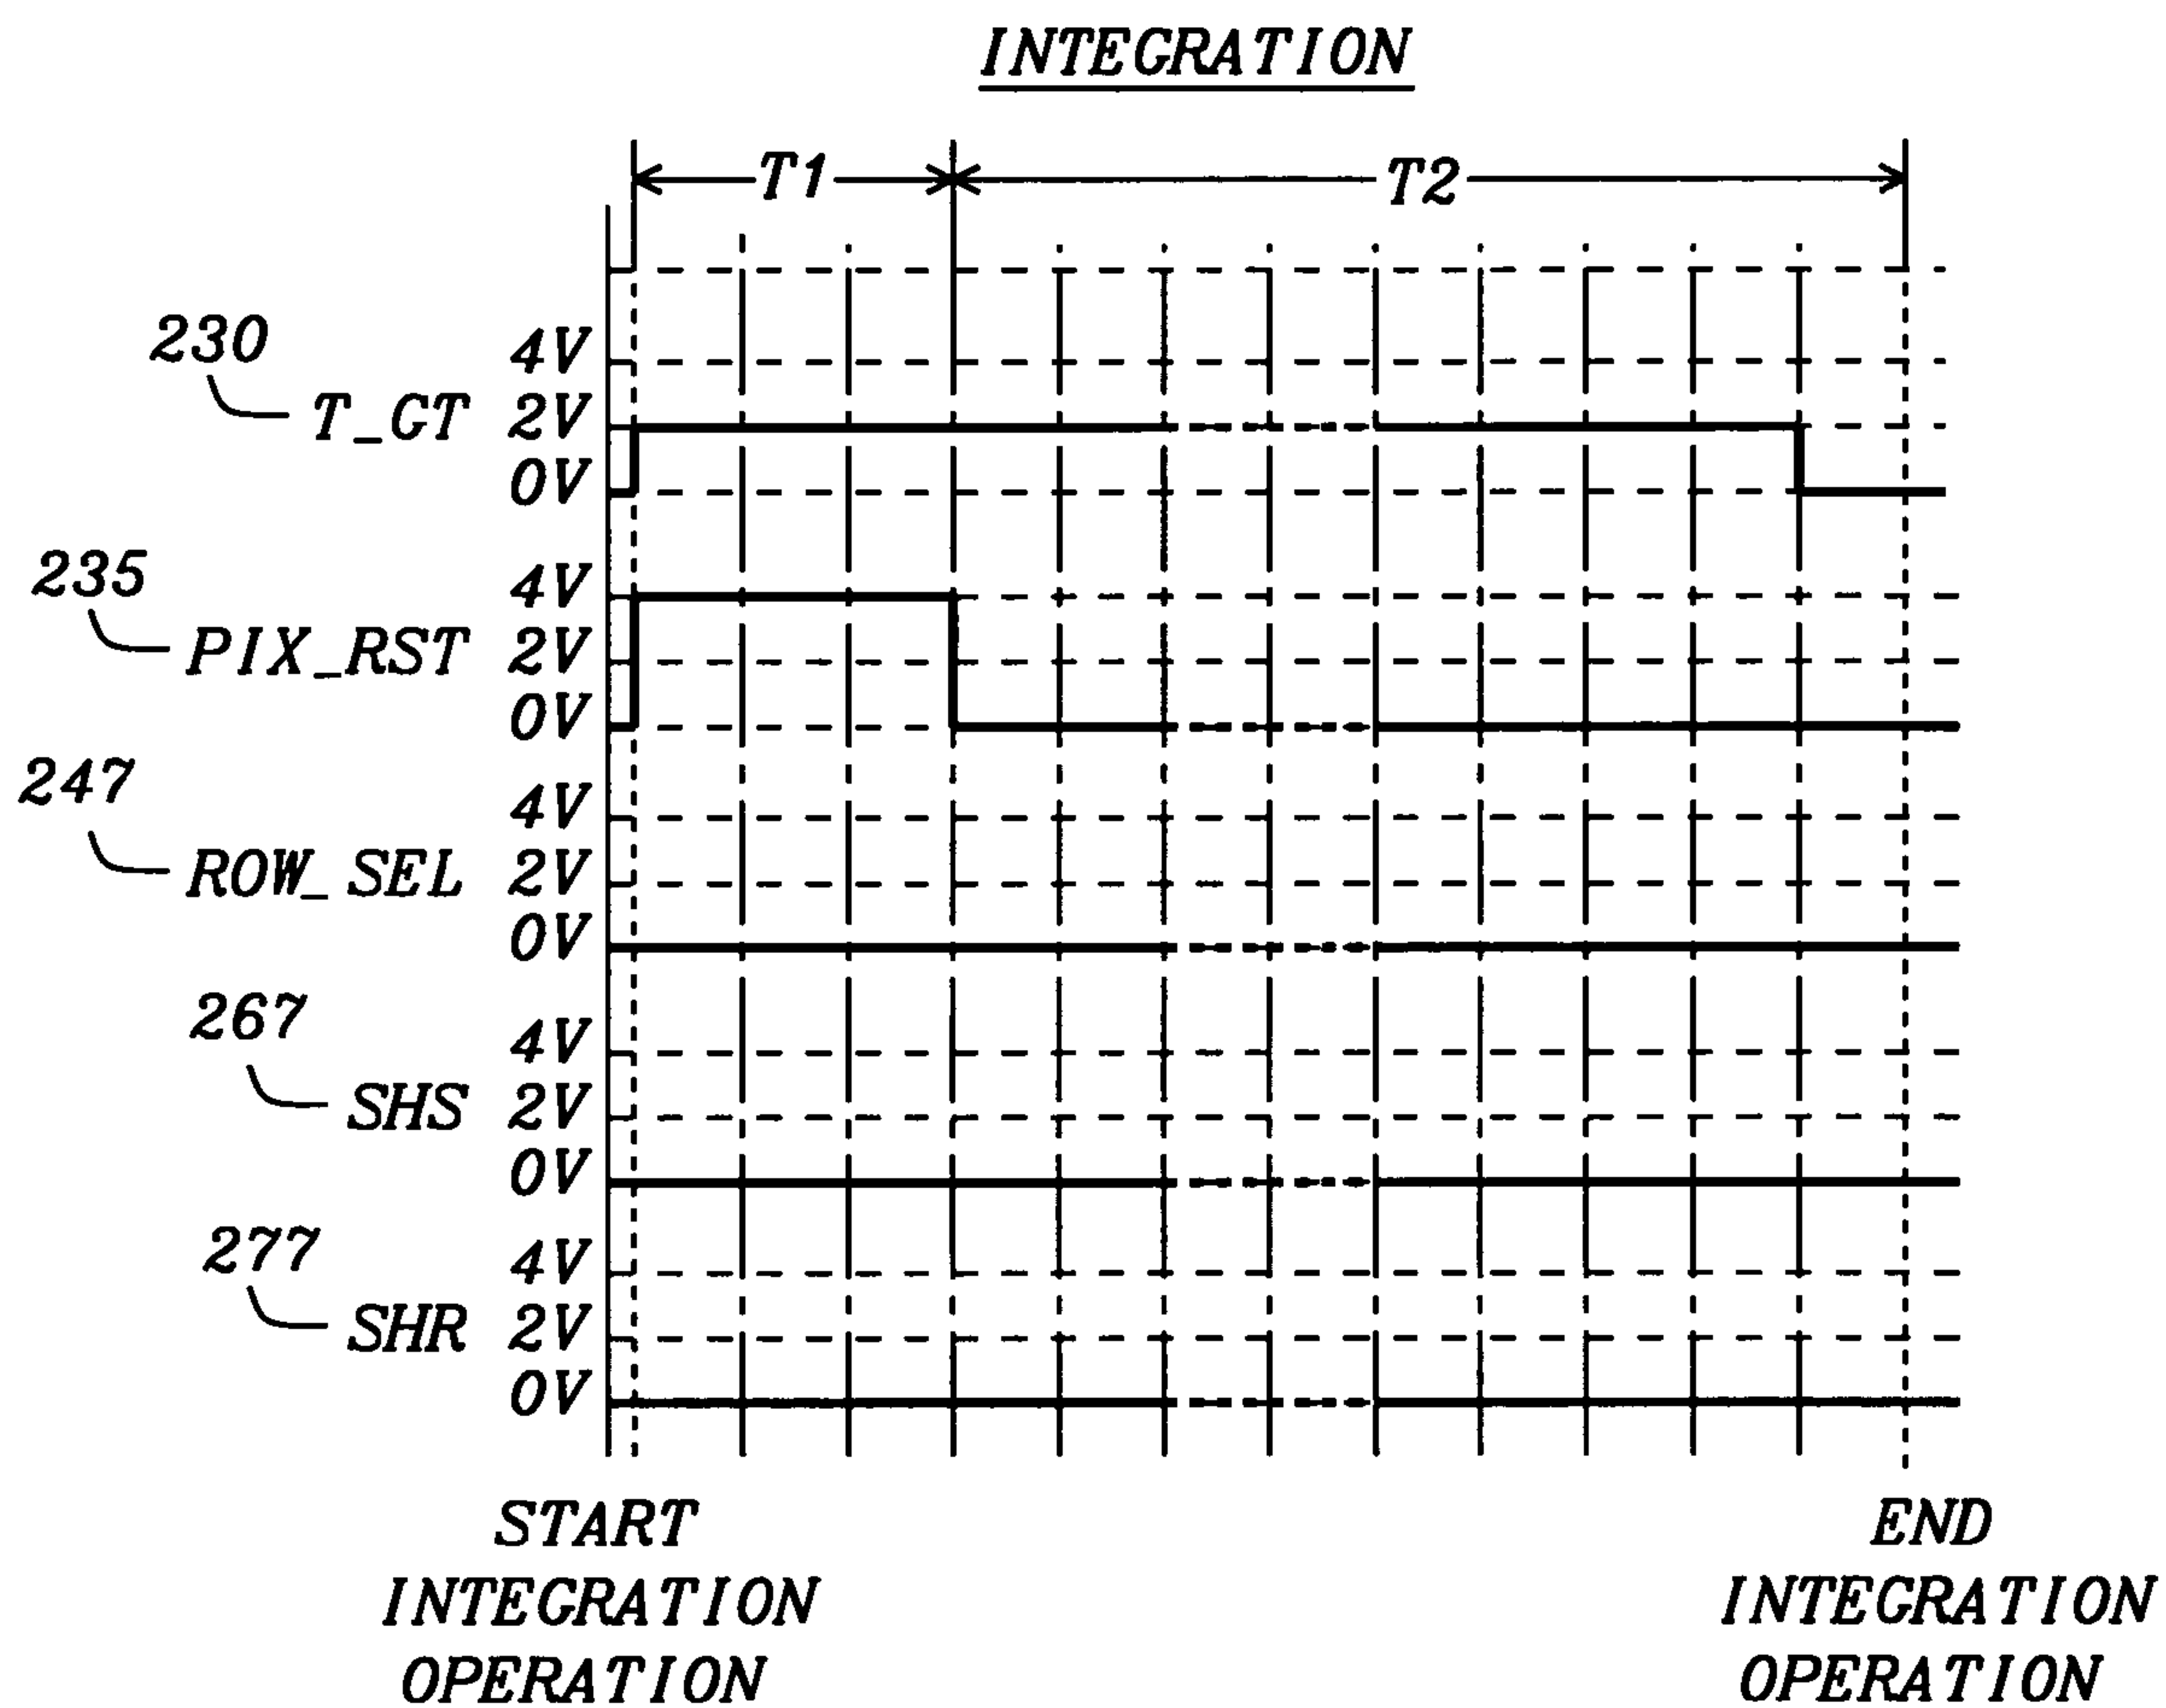 INTEGRATION
T1 T2
230
4V
T_GT 2V
0V
235
4V
PIX_RST 2V
0V
247
4V
ROW_SEL 2V
0V
267
4V
SHS 2V
0V
277
4V
SHR 2V
0V
START
INTEGRATION
OPERATION
END
INTEGRATION
OPERATION